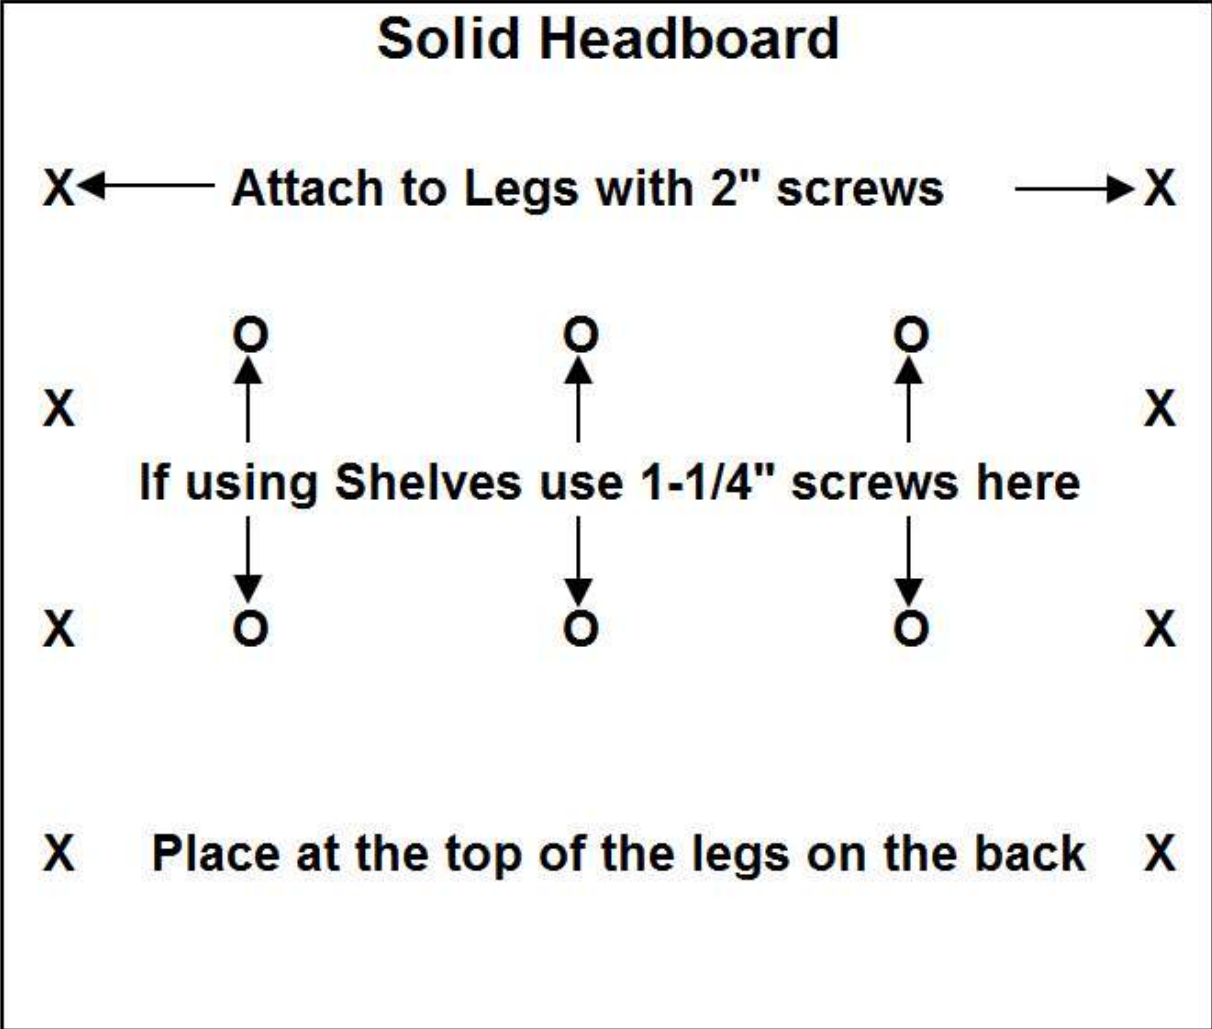 Solid Headboard
X Attach to Legs with 2" screws X
O O O
X X
If using Shelves use 1-1/4" screws here
X O O O X
X Place at the top of the legs on the back X